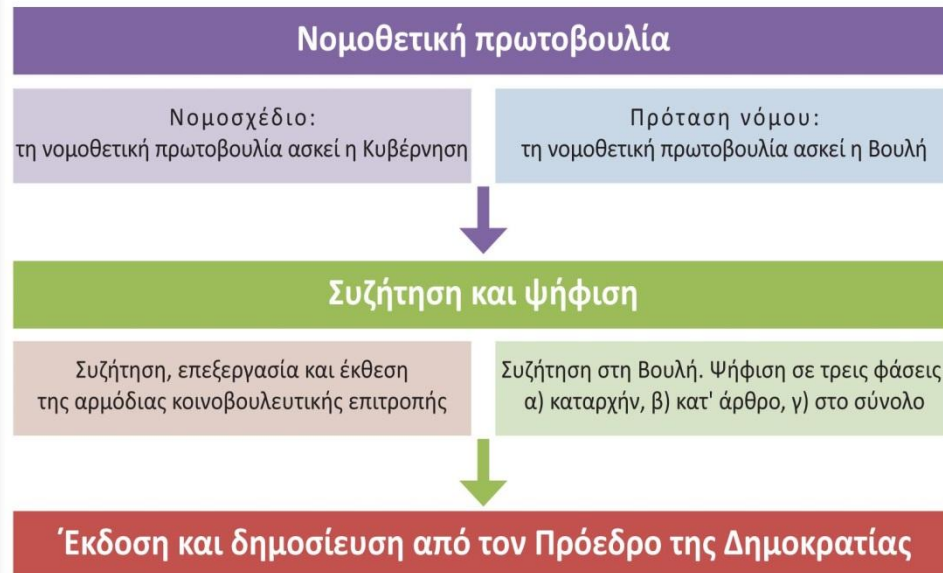 Νομοθετική πρωτοβουλία
Νομοσχέδιο:
τη νομοθετική πρωτοβουλία ασκεί η Κυβέρνηση
Πρόταση νόμου:
τη νομοθετική πρωτοβουλία ασκεί η Βουλή
Συζήτηση και ψήφιση
Συζήτηση, επεξεργασία και έκθεση
της αρμόδιας κοινοβουλευτικής επιτροπής
Συζήτηση στη Βουλή. Ψήφιση σε τρεις φάσεις
α) καταρχήν, β) κατ' άρθρο, γ) στο σύνολο
Έκδοση και δημοσίευση από τον Πρόεδρο της Δημοκρατίας